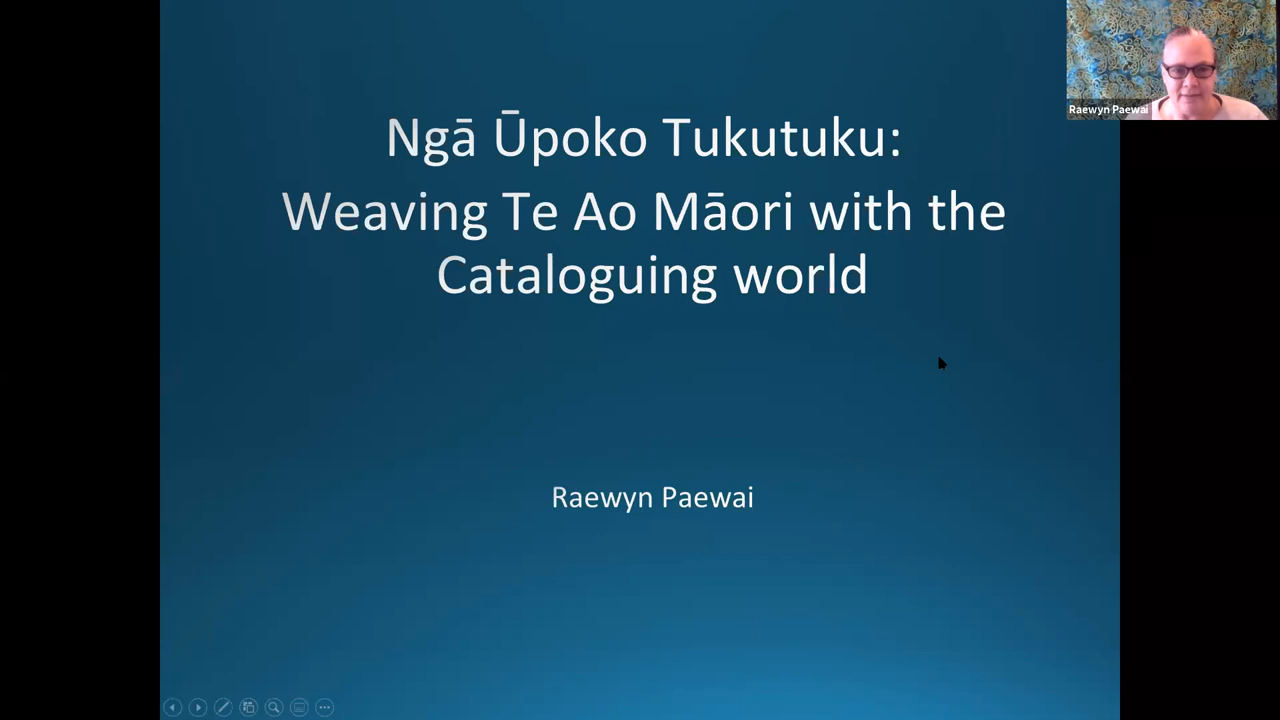 Ngā Ūpoko Tukutuku:
Weaving Te Ao Māori with the
Cataloguing world
Raewyn Paewai
Raewyn Paewai